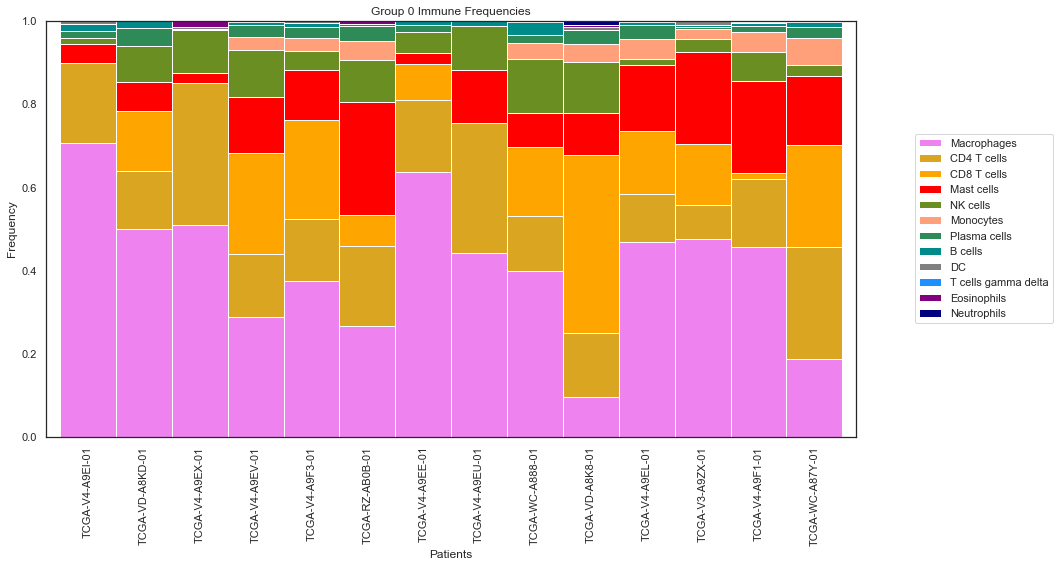 Group 0 Immune Frequencies
1.0
0.8
0.6
0.4
0.2
0.0
Frequency
TCGA-V4-A9EI-01
TCGA-VD-A8KD-01
TCGA-V4-A9EX-01
TCGA-V4-A9EV-01
TCGA-V4-A9F3-01
TCGA-RZ-AB0B-01
TCGA-V4-A9EE-01
TCGA-V4-A9EU-01
TCGA-WC-A888-01
TCGA-VD-A8K8-01
TCGA-V4-A9EL-01
TCGA-V3-A9ZX-01
TCGA-V4-A9F1-01
TCGA-WC-A87Y-01
Patients
Macrophages
CD4 T cells
CD8 T cells
Mast cells
NK cells
Monocytes
Plasma cells
B cells
DC
T cells gamma delta
Eosinophils
Neutrophils